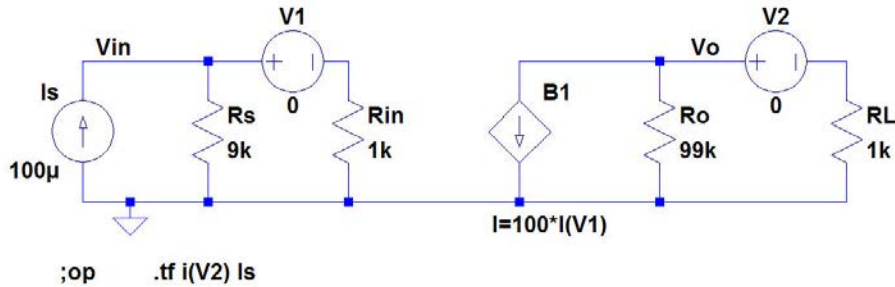 V1
V2
Vin
Vo
Is
B1
+
+
0
0
Rs
Rin
Ro
RL
9k
1k
99k
1k
100µ
I=100*I(V1)
;op
.tf i(V2) Is